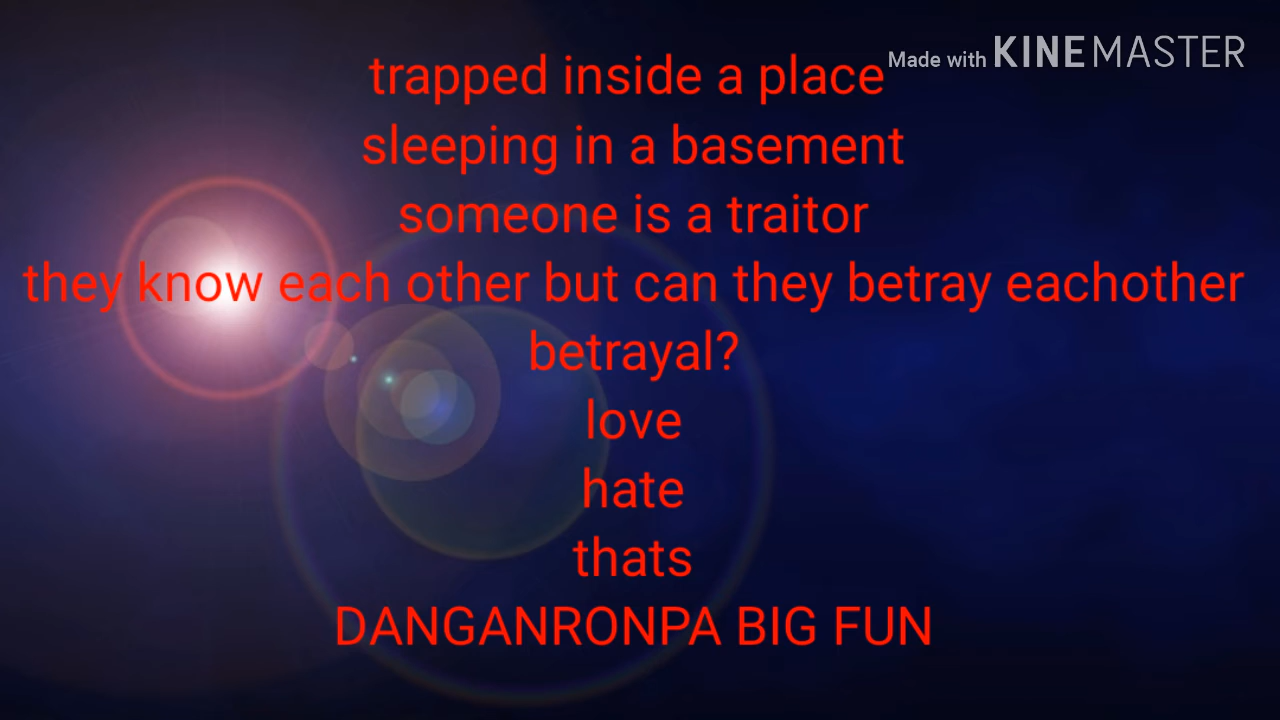 Made with KINEMASTER
trapped inside a place
sleeping in a basement
someone is a traitor
they know each other but can they betray eachother
betrayal?
love
hate
thats
DANGANRONPA BIG FUN